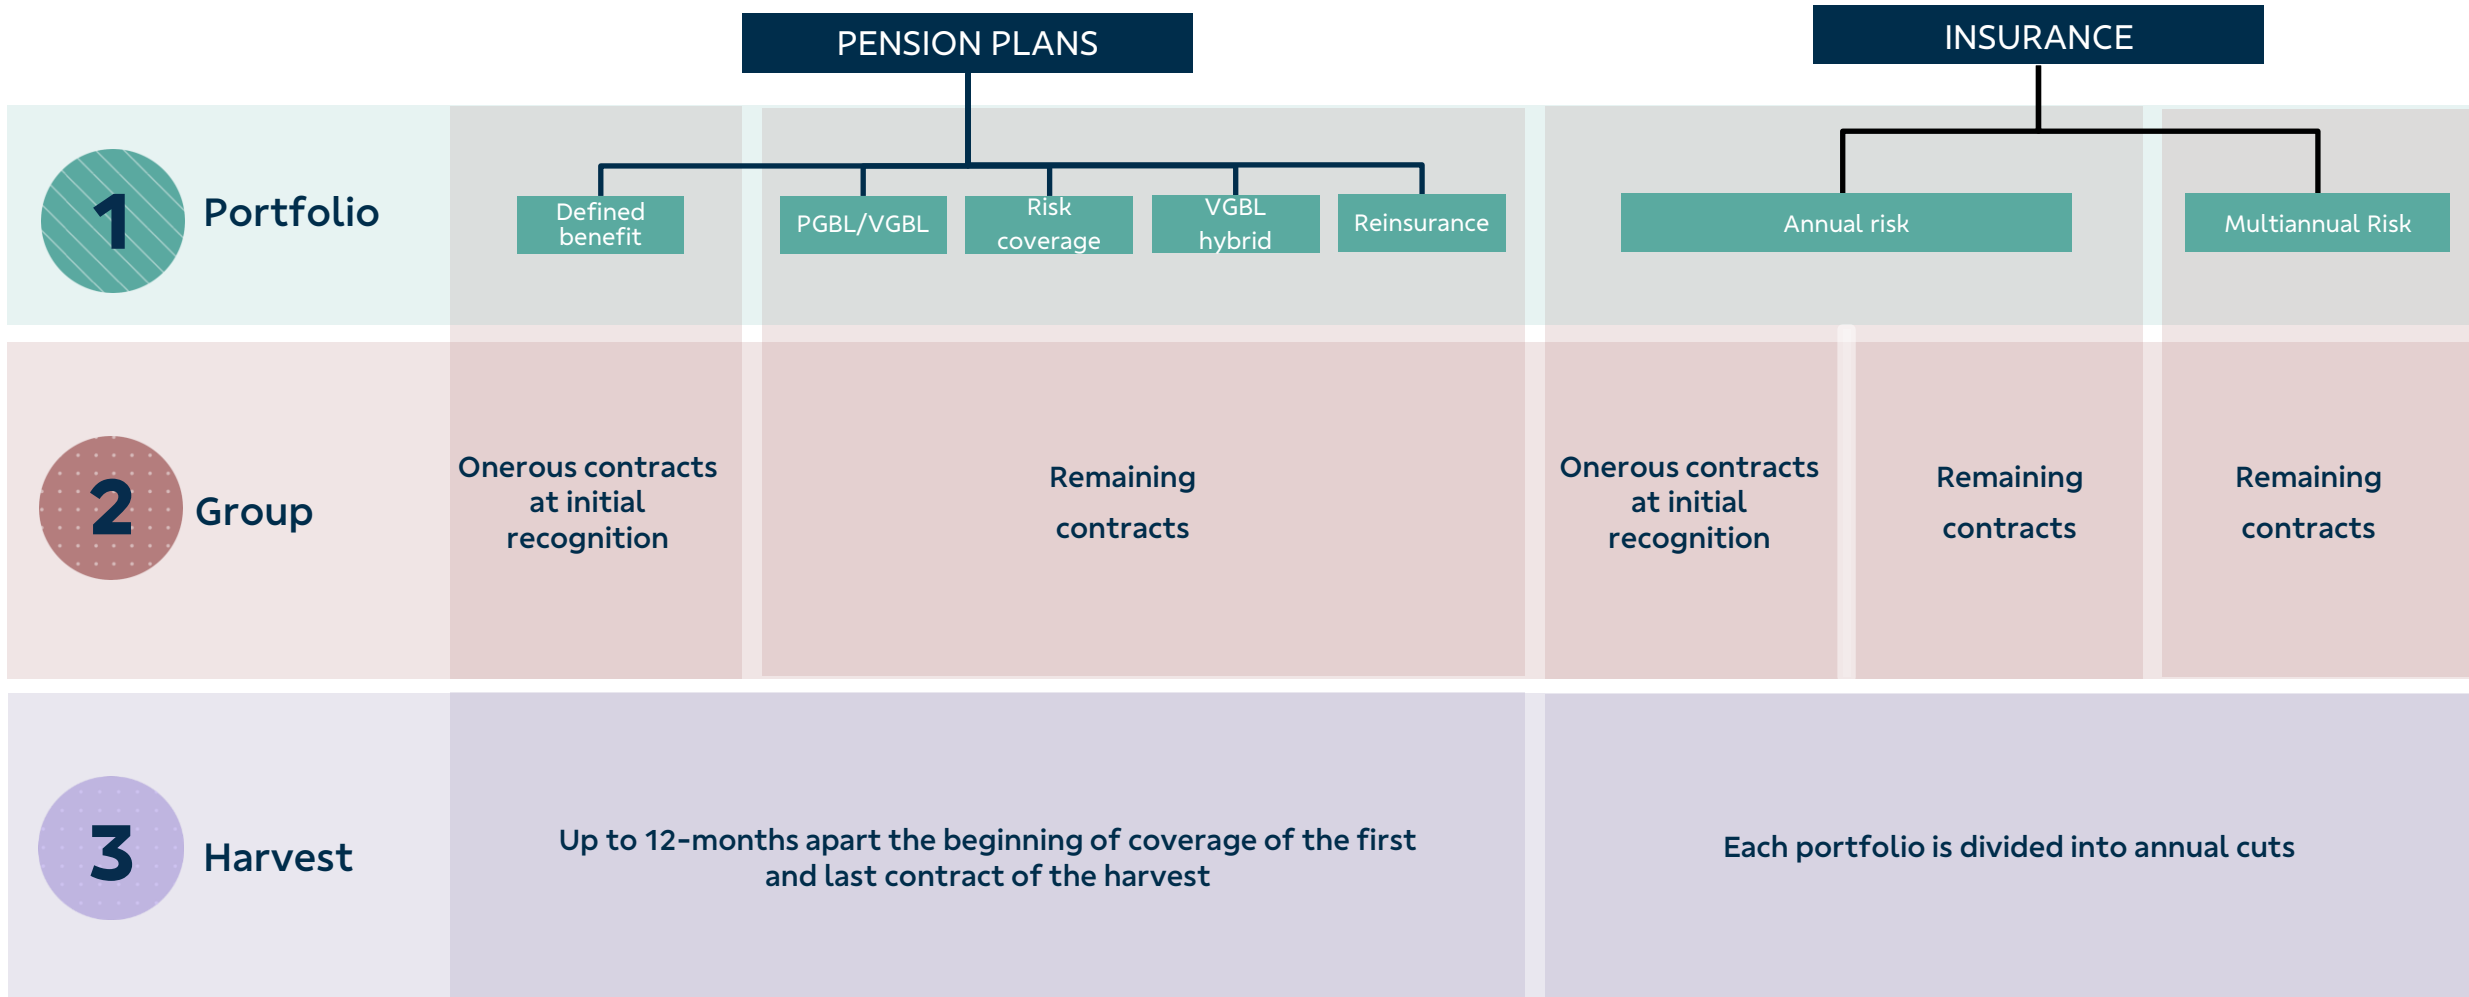 PENSION PLANS
INSURANCE
1
Portfolio
Defined
benefit
PGBL/VGBL
Risk
coverage
VGBL
hybrid
Reinsurance
Annual risk
Multiannual Risk
2
Group
Onerous contracts
at initial
recognition
Remaining
contracts
Onerous contracts
at initial
recognition
Remaining
contracts
Remaining
contracts
3
Harvest
Up to 12-months apart the beginning of coverage of the first
and last contract of the harvest
Each portfolio is divided into annual cuts